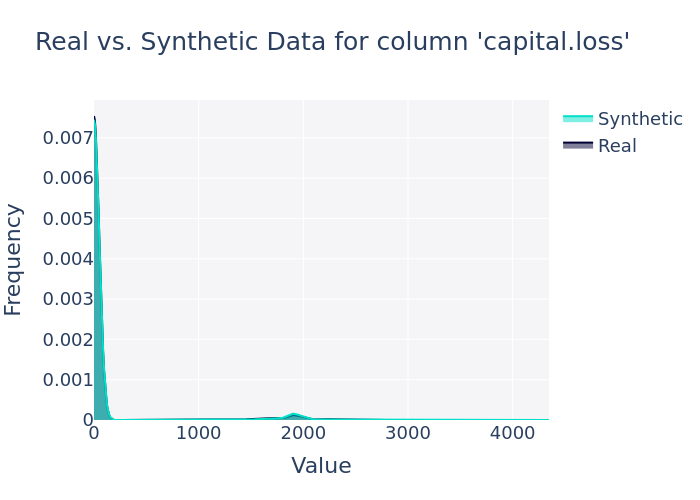 Real vs. Synthetic Data for column 'capital.loss'
Synthetic
Real
Frequency
0.007
0.006
0.005
0.004
0.003
0.002
0.001
0
0 1000 2000 3000 4000
Value